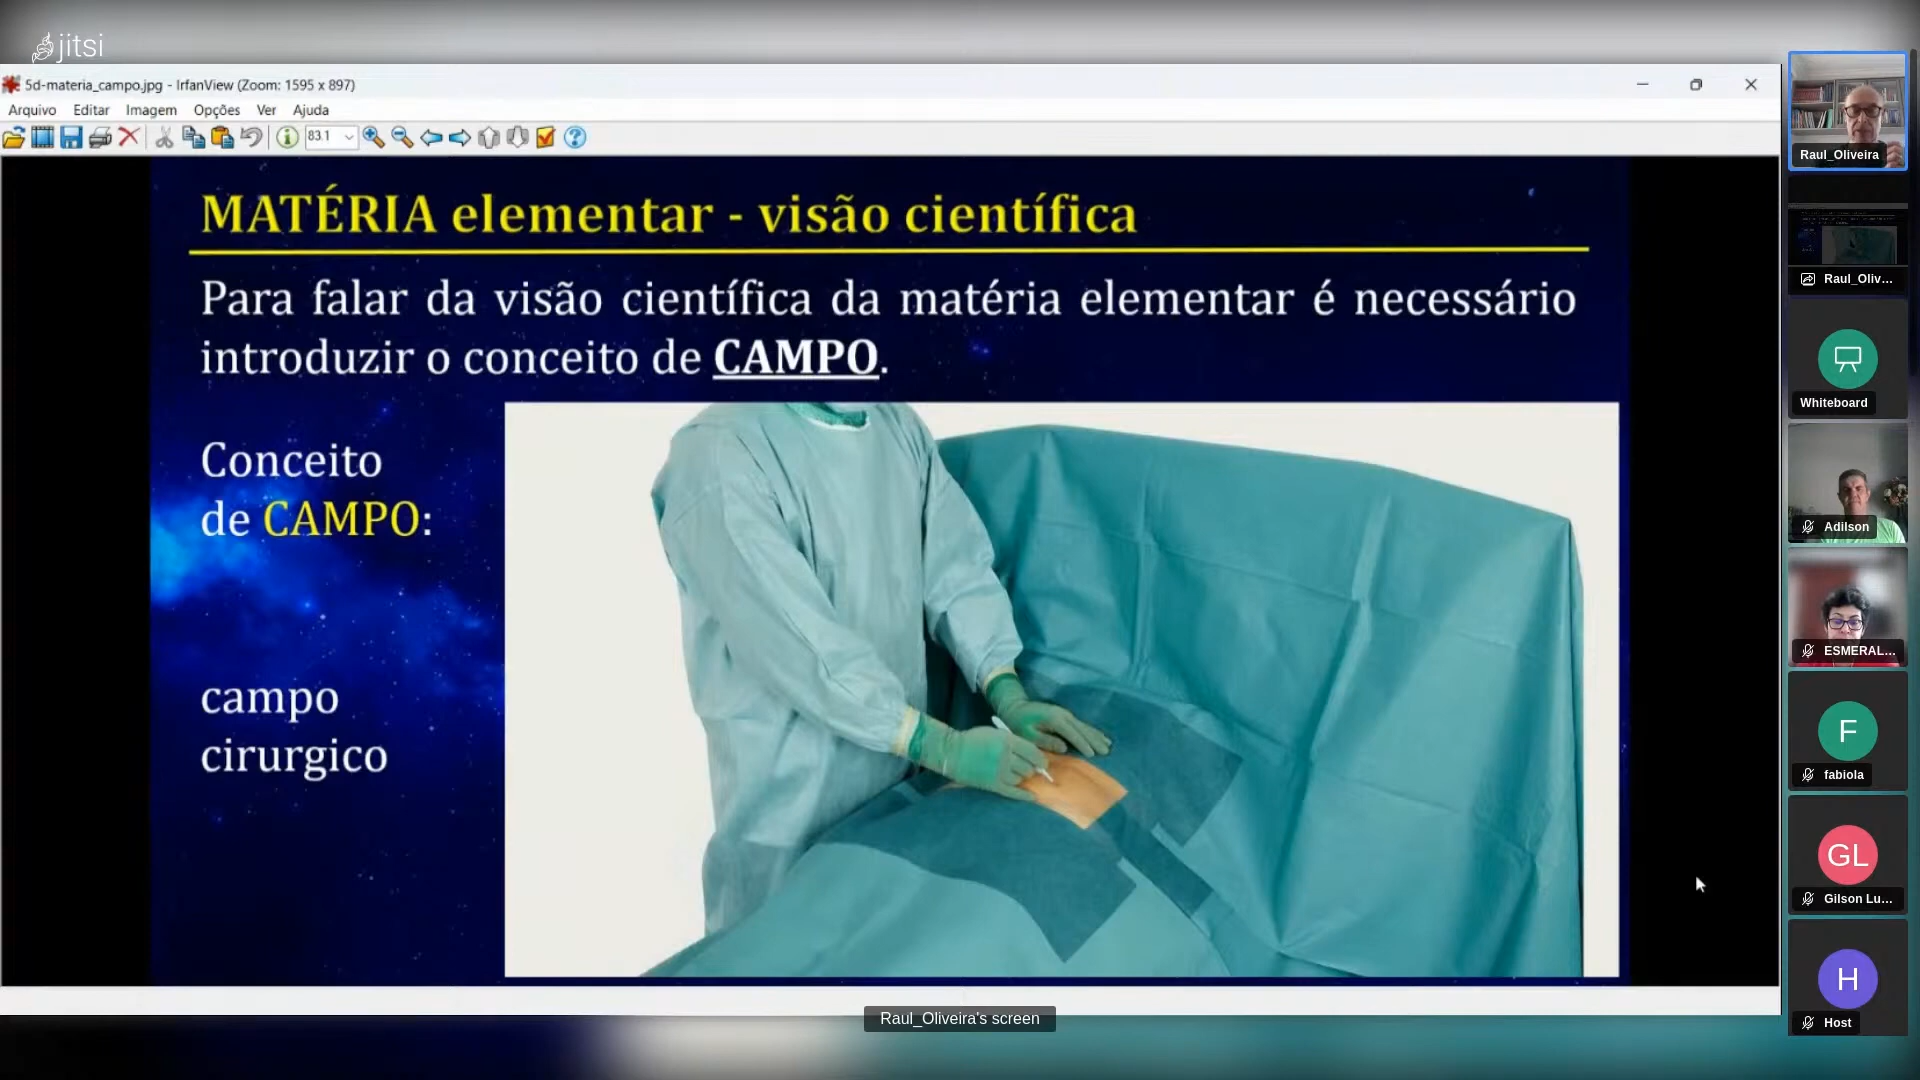 jitsi
5d-materia_campo.jpg - IrfanView (Zoom: 1595 x 897)
Arquivo Editar Imagem Opções Ver Ajuda
83.1
MATÉRIA elementar - visão científica
Para falar da visão científica da matéria elementar é necessário
introduzir o conceito de CAMPO.
Conceito
de CAMPO:
campo
cirurgico
Raul_Oliveira's screen
Raul_Oliveira
Raul_Oliv...
Whiteboard
Adilson
ESMERAL...
F
fabiola
GL
Gilson Lu...
H
Host